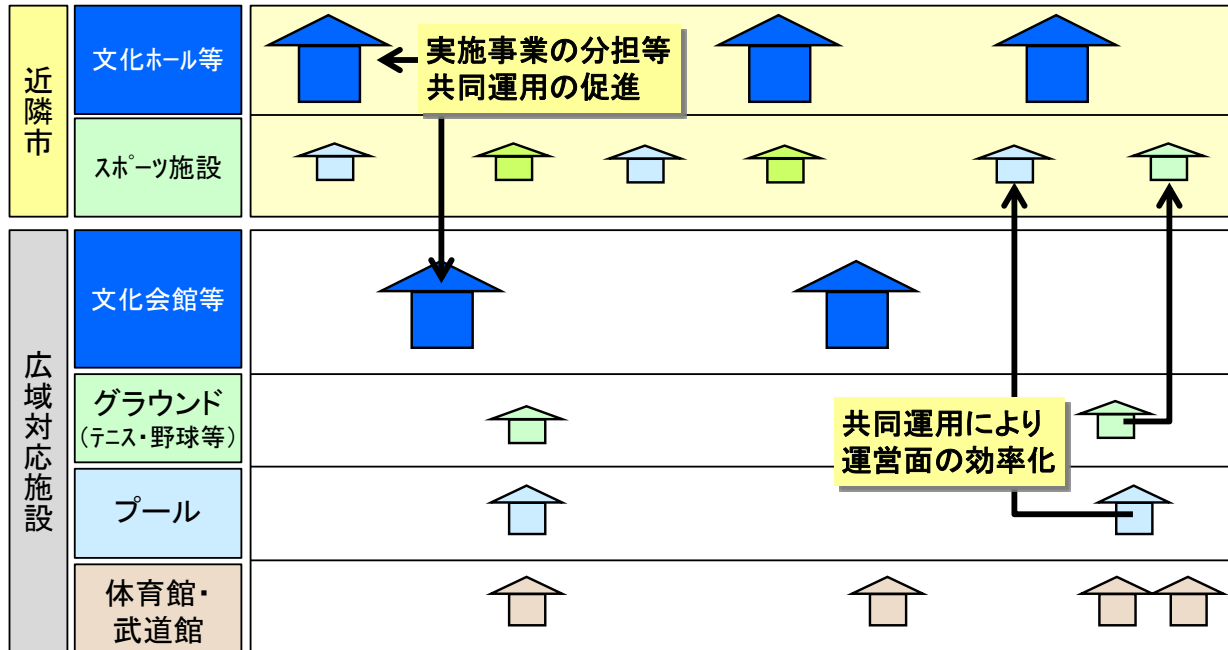 近隣市
文化ホール等
実施事業の分担等
共同運用の促進
ｽﾎﾟｰﾂ施設
広域対応施設
文化会館等
グラウンド
（ﾃﾆｽ・野球等）
共同運用により
運営面の効率化
プール
体育館・
武道館